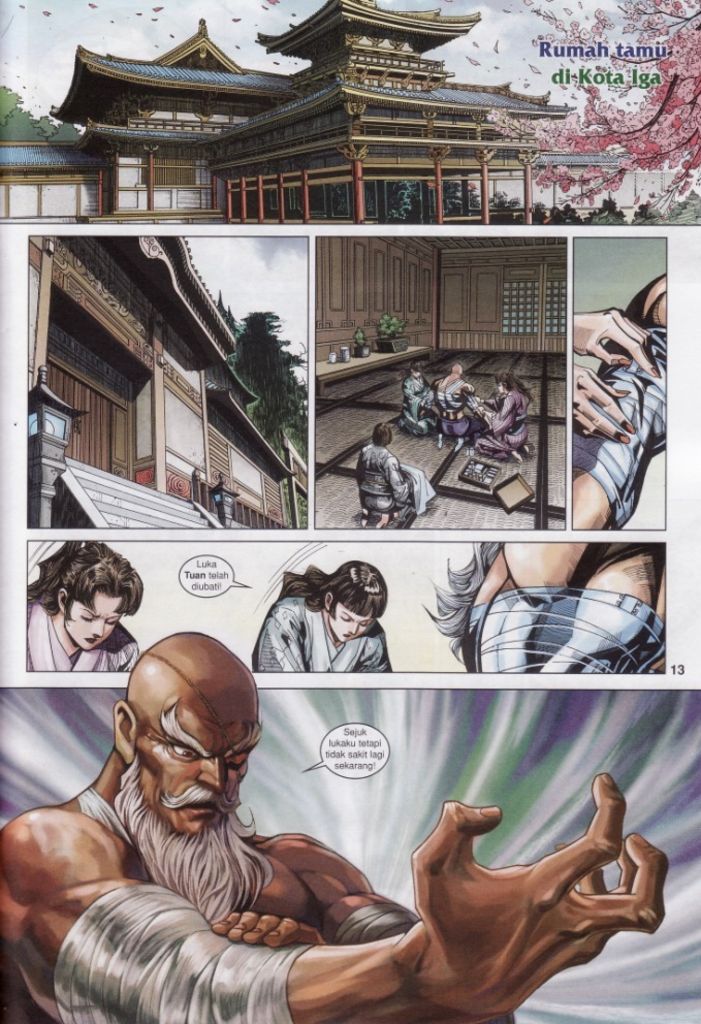 Rumah tamu
di Kota Iga
Luka
Tuan telah
diubati!
13
Sejuk
lukaku tetapi
tidak sakit lagi
sekarang!